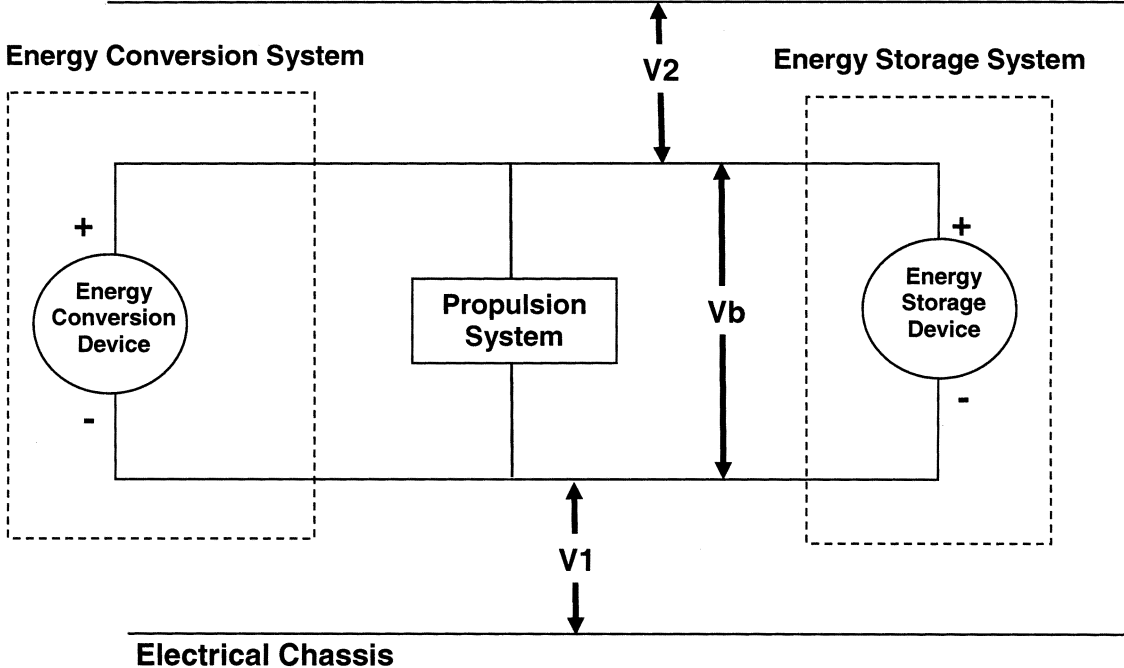 Energy Conversion System
V2
Energy Storage System
+
Energy
Conversion
Device
-
Propulsion
System
Vb
+
Energy
Storage
Device
-
V1
Electrical Chassis